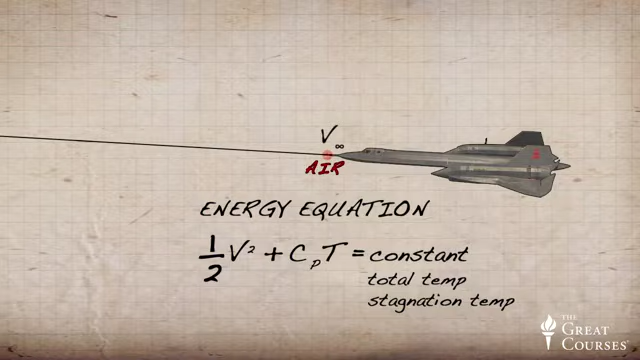 V∞
AIR
ENERGY EQUATION
1/2 V² + CpT = constant
total temp
stagnation temp
THE
GREAT
COURSES